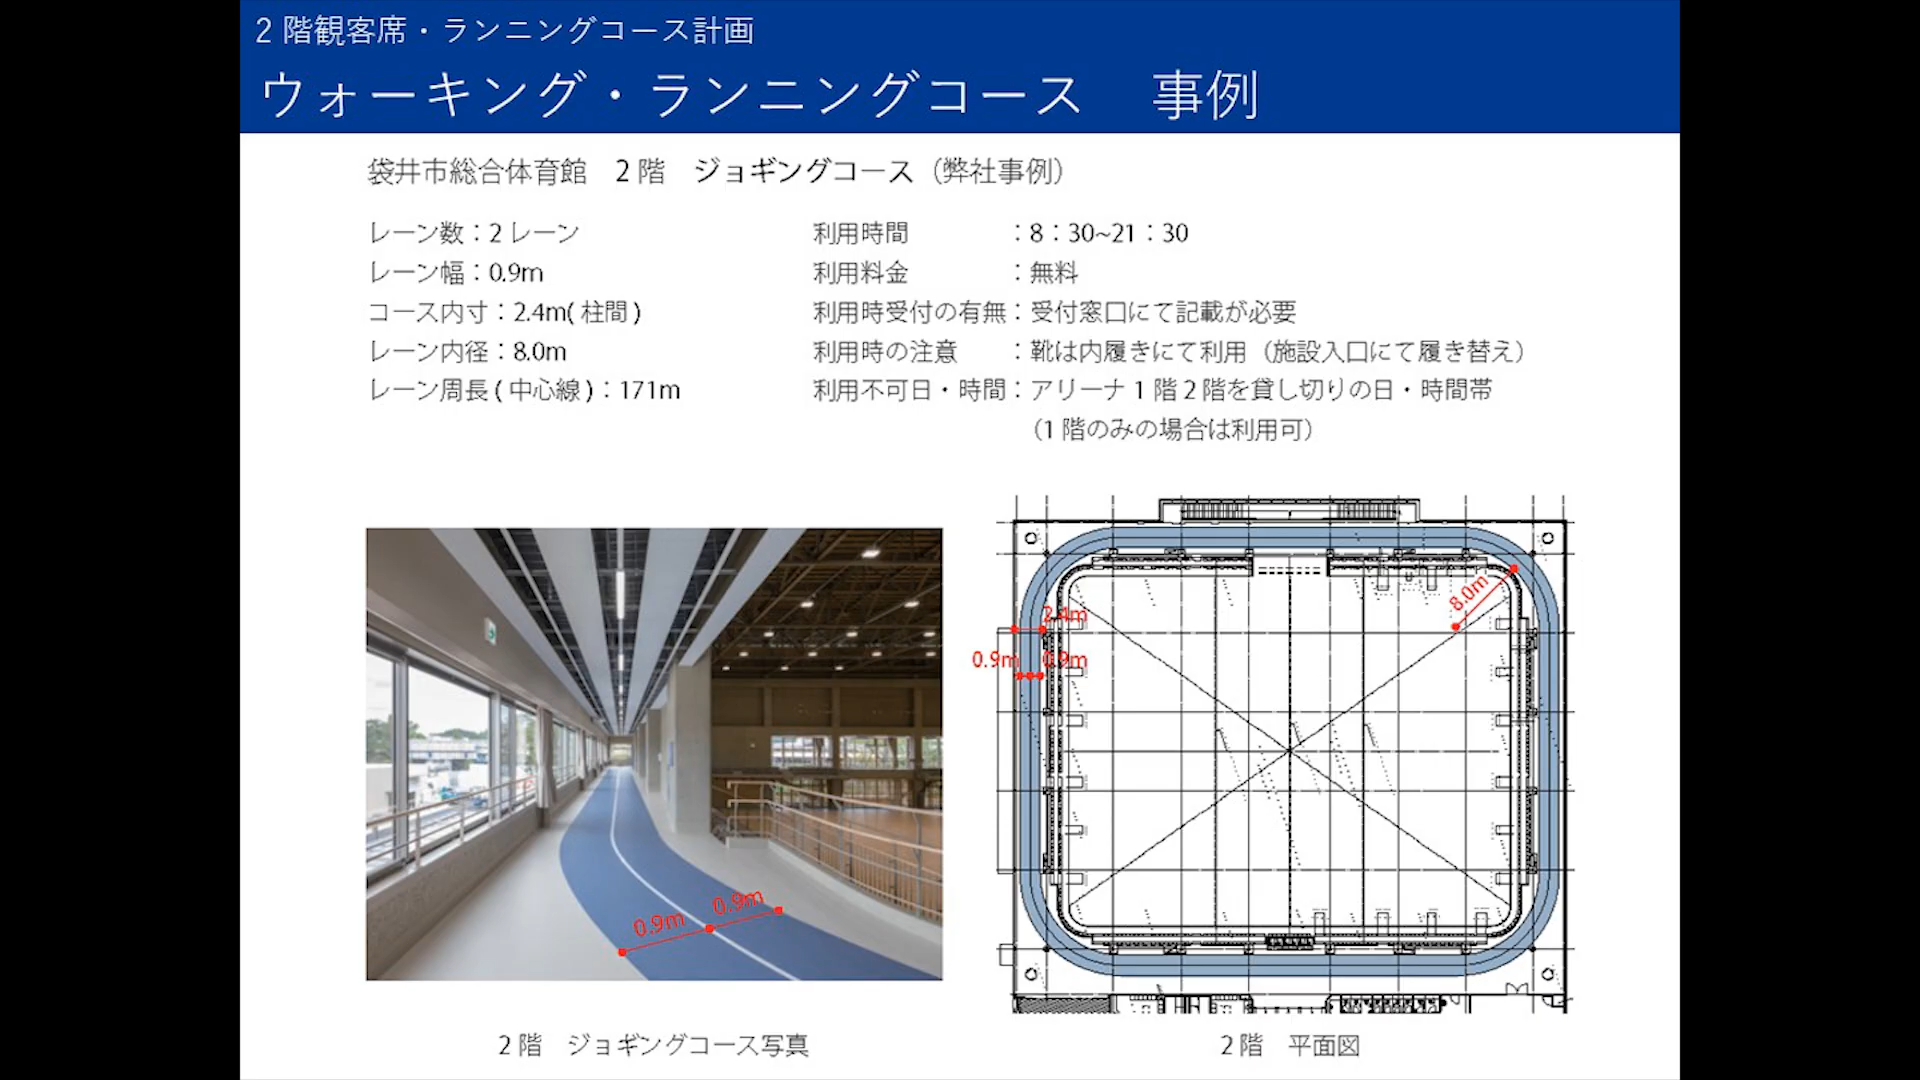 2階観客席・ランニングコース計画
ウォーキング・ランニングコース　事例
袋井市総合体育館　2階　ジョギングコース（弊社事例）
レーン数：2レーン
レーン幅：0.9m
コース内寸：2.4m(柱間)
レーン内径：8.0m
レーン周長(中心線)：171m
利用時間　：8：30~21：30
利用料金　：無料
利用時受付の有無：受付窓口にて記載が必要
利用時の注意　：靴は内履きにて利用（施設入口にて履き替え）
利用不可日・時間：アリーナ1階2階を貸し切りの日・時間帯
（1階のみの場合は利用可）
0.9m
0.9m
8.0m
2.4m
0.9m
0.9m
2階　ジョギングコース写真
2階　平面図